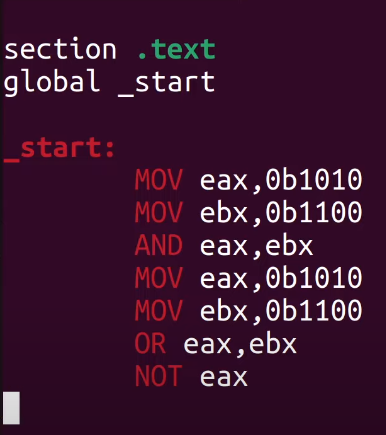 section .text
global _start
_start:
MOV eax,0b1010
MOV ebx,0b1100
AND eax,ebx
MOV eax,0b1010
MOV ebx,0b1100
OR eax,ebx
NOT eax